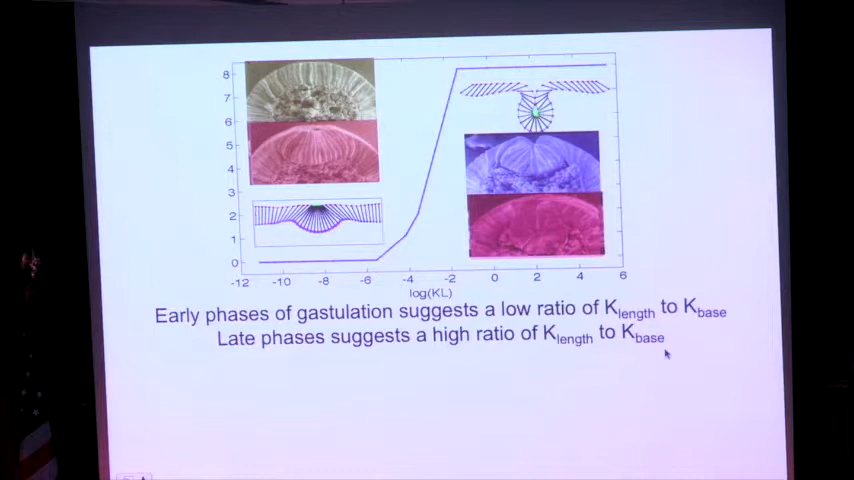 8
7
6
5
4
3
2
1
0
-12 -10 -8 -6 -4 -2 0 2 4 6
log(KL)
Early phases of gastulation suggests a low ratio of Klength to Kbase
Late phases suggests a high ratio of Klength to Kbase